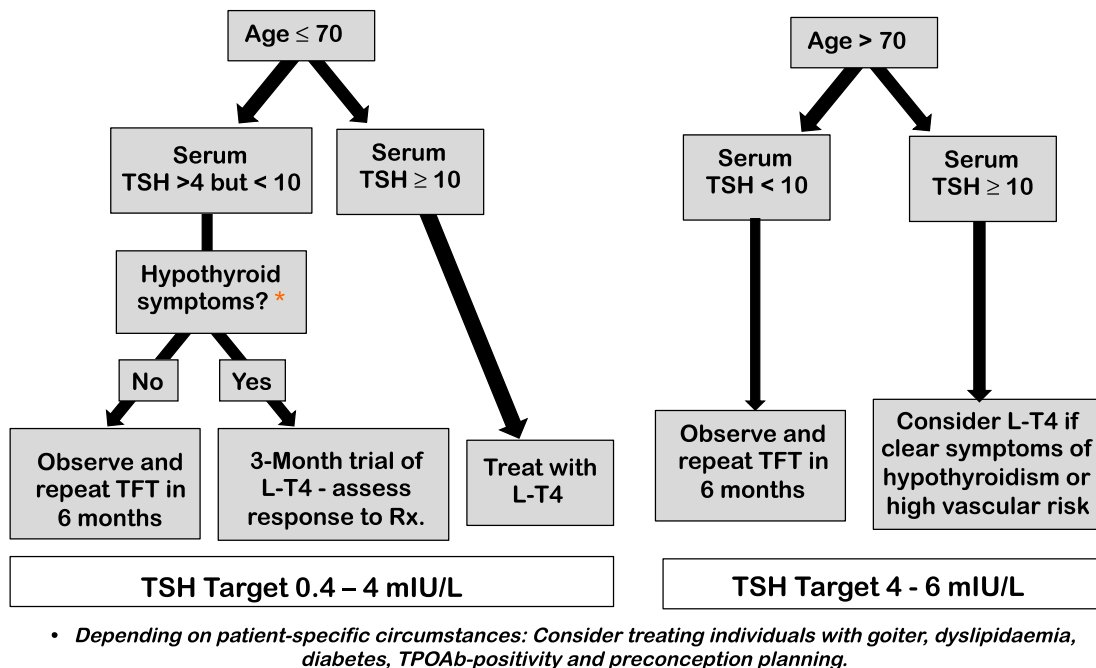 Age ≤ 70
Serum
TSH >4 but < 10
Serum
TSH ≥ 10
Hypothyroid
symptoms? *
No
Yes
Observe and
repeat TFT in
6 months
3-Month trial of
L-T4 - assess
response to Rx.
Treat with
L-T4
TSH Target 0.4 – 4 mIU/L
Age > 70
Serum
TSH < 10
Serum
TSH ≥ 10
Observe and
repeat TFT in
6 months
Consider L-T4 if
clear symptoms of
hypothyroidism or
high vascular risk
TSH Target 4 - 6 mIU/L
• Depending on patient-specific circumstances: Consider treating individuals with goiter, dyslipidaemia,
diabetes, TPOAb-positivity and preconception planning.